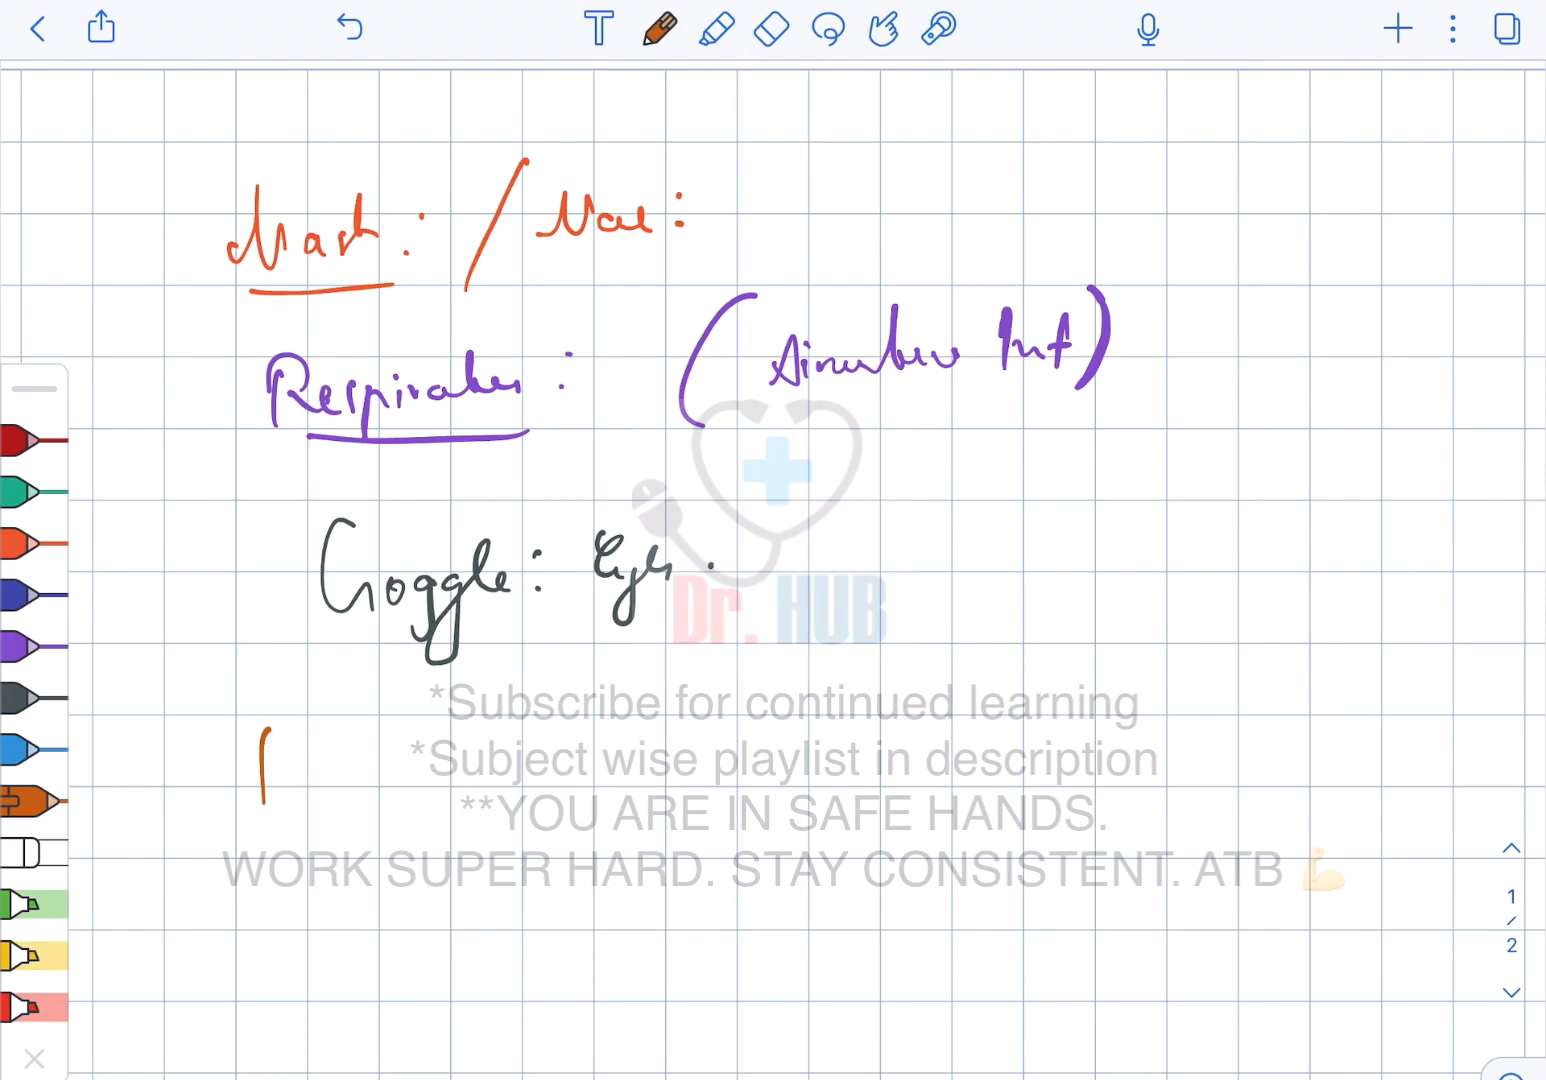 Mask: / Nose:
Respirator: (Airborne Inf)
Goggle: Eyes.
Dr. HUB
*Subscribe for continued learning
*Subject wise playlist in description
**YOU ARE IN SAFE HANDS.
WORK SUPER HARD. STAY CONSISTENT. ATB 💪
1
/
2